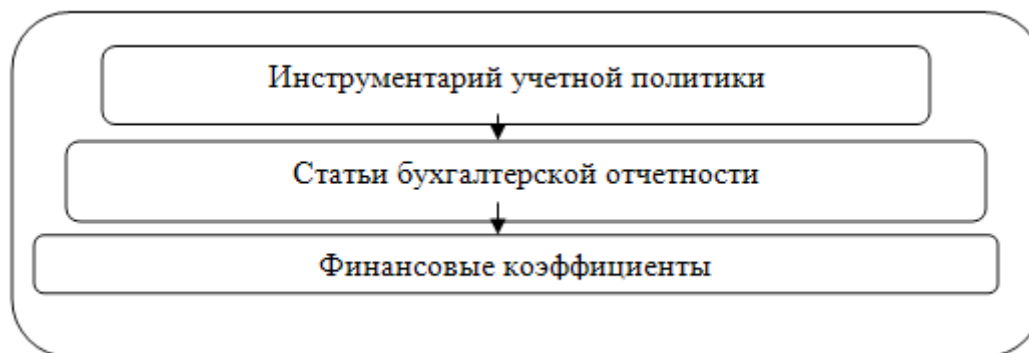 Инструментарий учетной политики
Статьи бухгалтерской отчетности
Финансовые коэффициенты